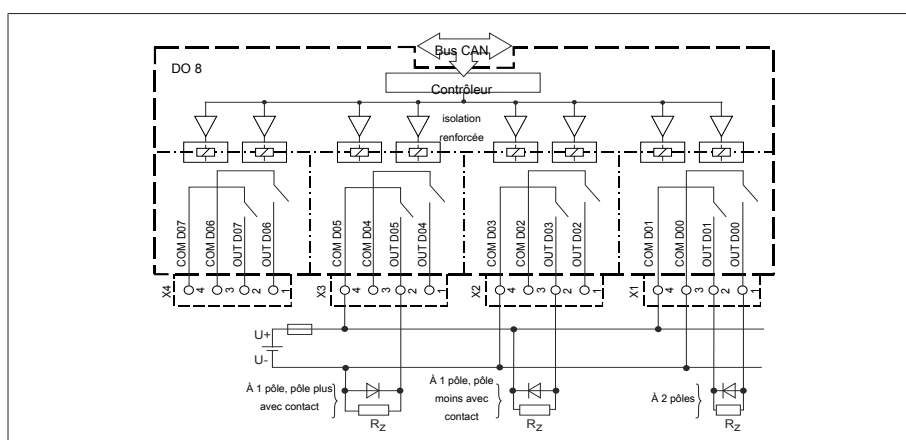 Bus CAN
DO 8
Contrôleur
isolation
renforcée
COM D07
COM D06
OUT D07
OUT D06
COM D05
COM D04
OUT D05
OUT D04
COM D03
COM D02
OUT D03
OUT D02
COM D01
COM D00
OUT D01
OUT D00
X4
4
3
2
1
X3
4
3
2
1
X2
4
3
2
1
X1
4
3
2
1
U+
U-
À 1 pôle, pôle plus
avec contact
RZ
À 1 pôle, pôle
moins avec
contact
RZ
À 2 pôles
RZ